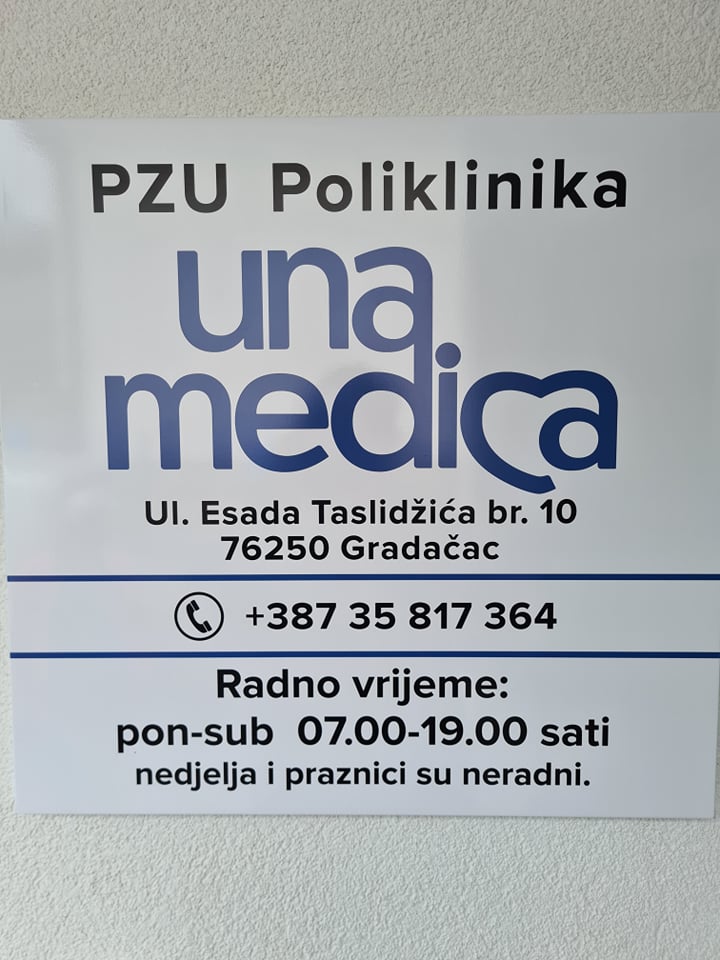 PZU Poliklinika
una
medica
Ul. Esada Taslidžića br. 10
76250 Gradačac
+387 35 817 364
Radno vrijeme:
pon-sub 07.00-19.00 sati
nedjelja i praznici su neradni.